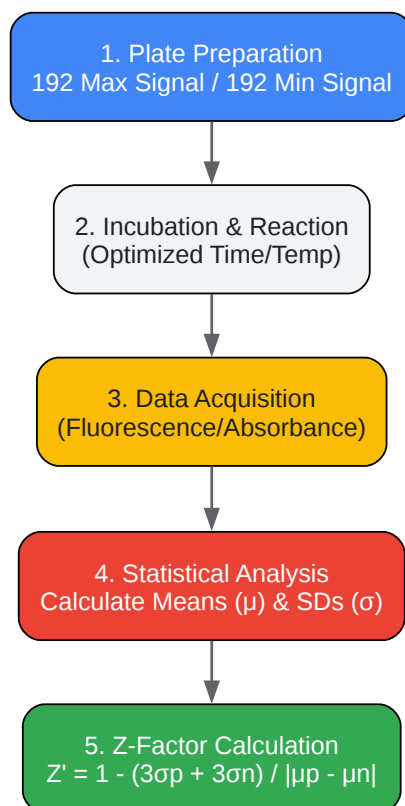 1. Plate Preparation
192 Max Signal / 192 Min Signal
2. Incubation & Reaction
(Optimized Time/Temp)
3. Data Acquisition
(Fluorescence/Absorbance)
4. Statistical Analysis
Calculate Means (μ) & SDs (σ)
5. Z-Factor Calculation
Z' = 1 - (3σp + 3σn) / |μp - μn|